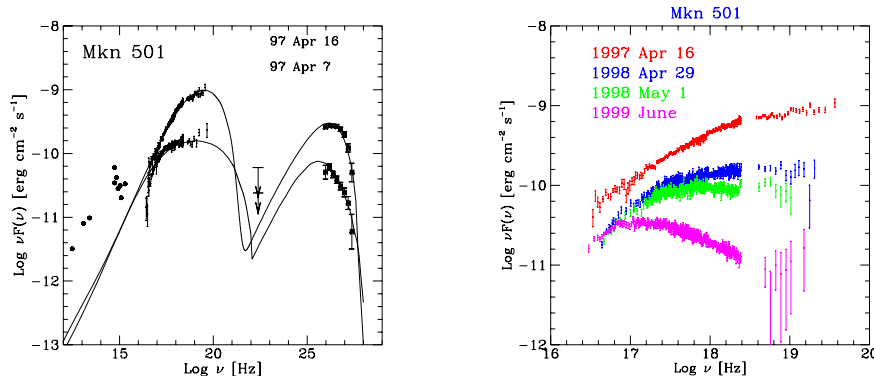 Mkn 501
97 Apr 16
97 Apr 7
Log νF(ν) [erg cm⁻² s⁻¹]
−8
−9
−10
−11
−12
−13
15
20
25
Log ν [Hz]
Mkn 501
1997 Apr 16
1998 Apr 29
1998 May 1
1999 June
Log νF(ν) [erg cm⁻² s⁻¹]
−8
−9
−10
−11
−12
16
17
18
19
20
Log ν [Hz]